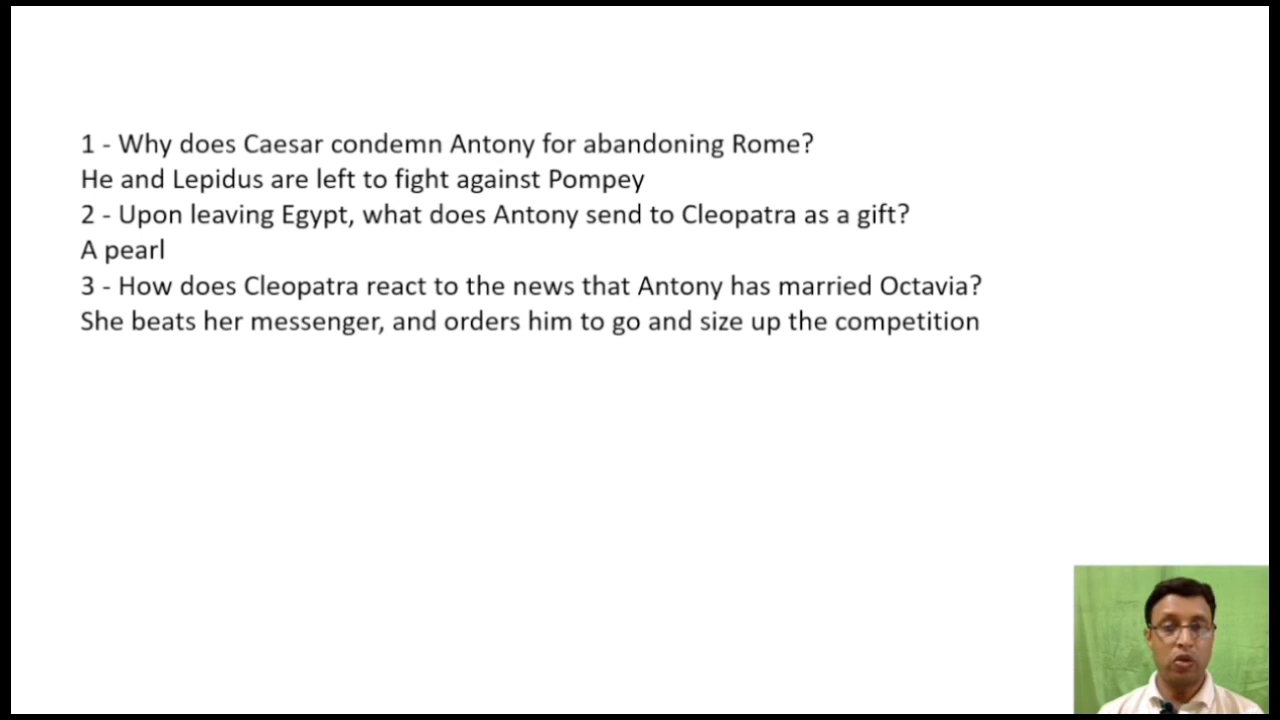 1 - Why does Caesar condemn Antony for abandoning Rome?
He and Lepidus are left to fight against Pompey
2 - Upon leaving Egypt, what does Antony send to Cleopatra as a gift?
A pearl
3 - How does Cleopatra react to the news that Antony has married Octavia?
She beats her messenger, and orders him to go and size up the competition